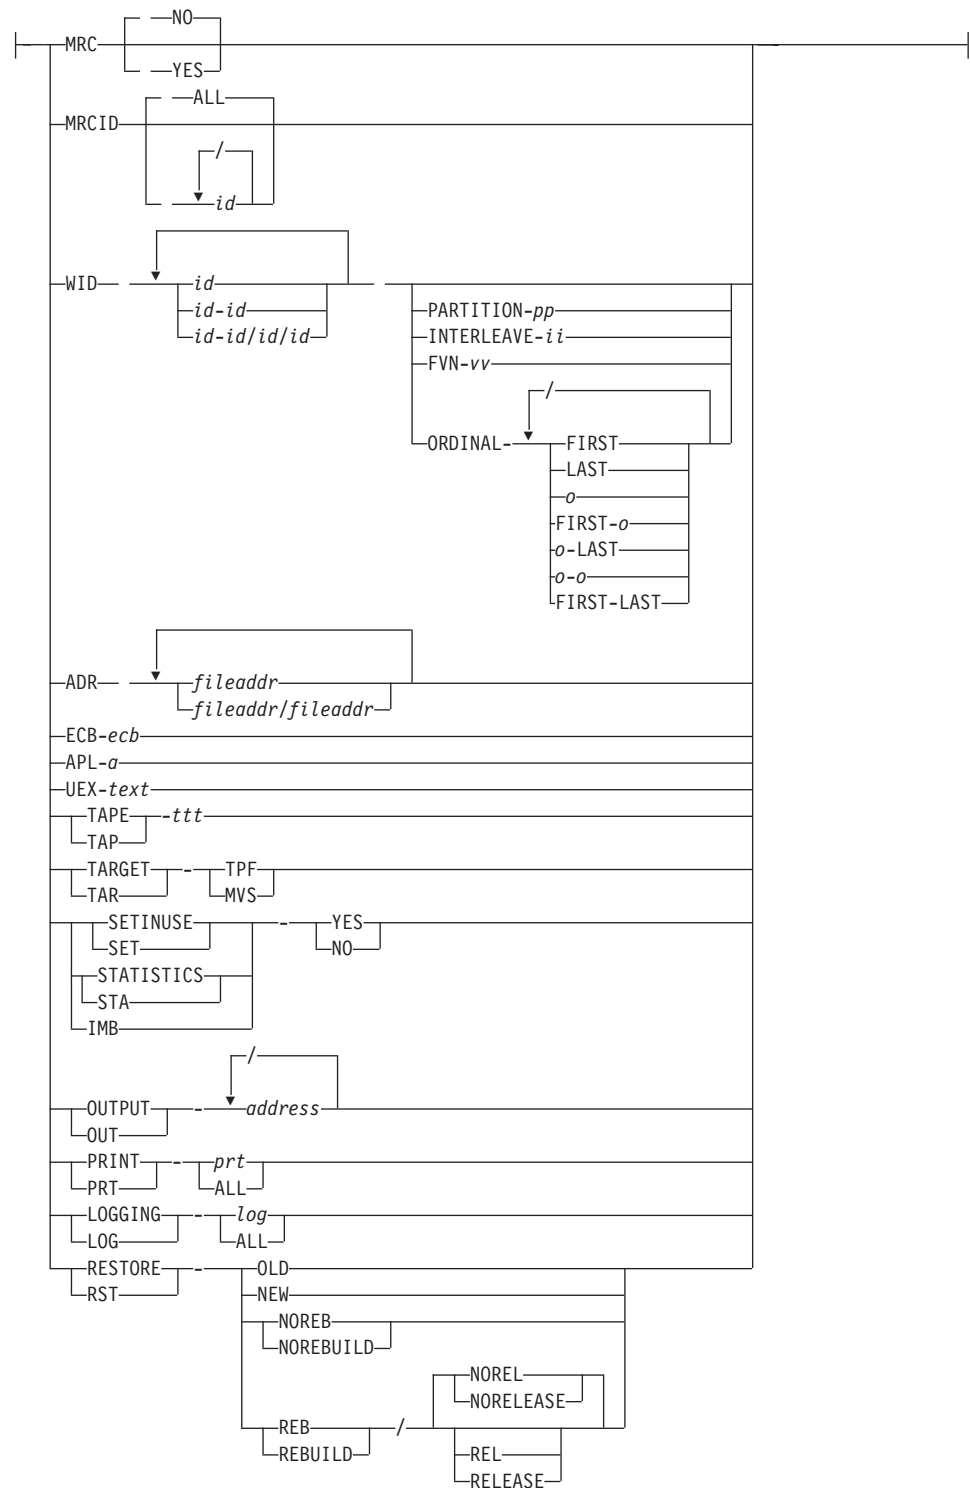 NO
MRC
YES
ALL
MRCID
/
id
WID id
id-id
id-id/id/id
PARTITION-pp
INTERLEAVE-ii
FVN-vv
/
ORDINAL- FIRST
LAST
o
FIRST-o
o-LAST
o-o
FIRST-LAST
ADR fileaddr
fileaddr/fileaddr
ECB-ecb
APL-a
UEX-text
TAPE -ttt
TAP
TARGET - TPF
TAR MVS
SETINUSE - YES
SET NO
STATISTICS
STA
IMB
/
OUTPUT - address
OUT
PRINT - prt
PRT ALL
LOGGING - log
LOG ALL
RESTORE - OLD
RST NEW
NOREB
NOREBUILD
NOREL
NORELEASE
REB /
REBUILD REL
RELEASE